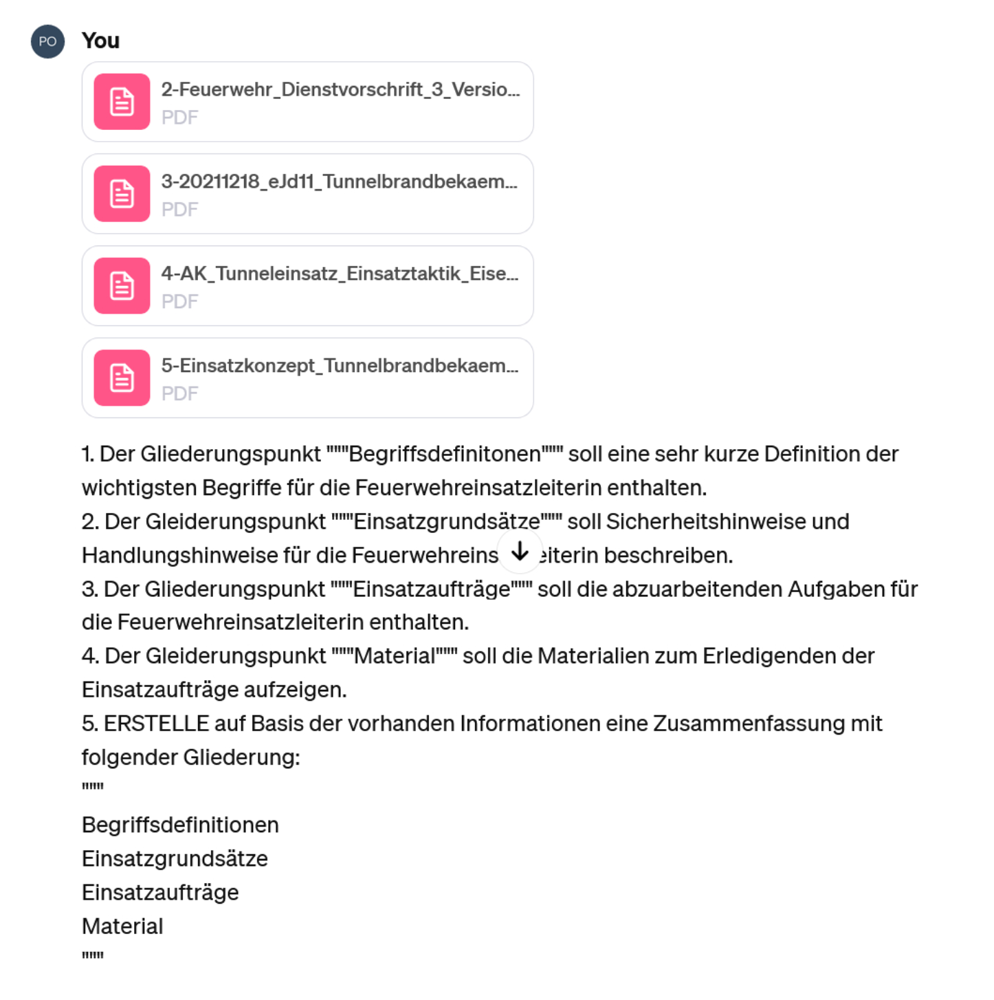 PO
You
2-Feuerwehr_Dienstvorschrift_3_Versio...
PDF
3-20211218_eJd11_Tunnelbrandbekaem...
PDF
4-AK_Tunneleinsatz_Einsatztaktik_Eise...
PDF
5-Einsatzkonzept_Tunnelbrandbekaem...
PDF
1. Der Gliederungspunkt """Begriffsdefinitonen""" soll eine sehr kurze Definition der
wichtigsten Begriffe für die Feuerwehreinsatzleiterin enthalten.
2. Der Gleiderungspunkt """Einsatzgrundsätze""" soll Sicherheitshinweise und
Handlungshinweise für die Feuerwehreins eiterin beschreiben.
3. Der Gliederungspunkt """Einsatzaufträge""" soll die abzuarbeitenden Aufgaben für
die Feuerwehreinsatzleiterin enthalten.
4. Der Gleiderungspunkt """Material""" soll die Materialien zum Erledigenden der
Einsatzaufträge aufzeigen.
5. ERSTELLE auf Basis der vorhanden Informationen eine Zusammenfassung mit
folgender Gliederung:
"""
Begriffsdefinitionen
Einsatzgrundsätze
Einsatzaufträge
Material
"""